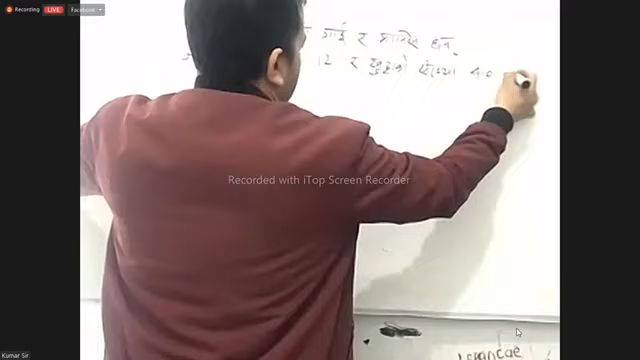 Recording LIVE Facebook
गाई र मानिस छन्
12 र खुट्टाको संख्या 40
Recorded with iTop Screen Recorder
Kumar Sir